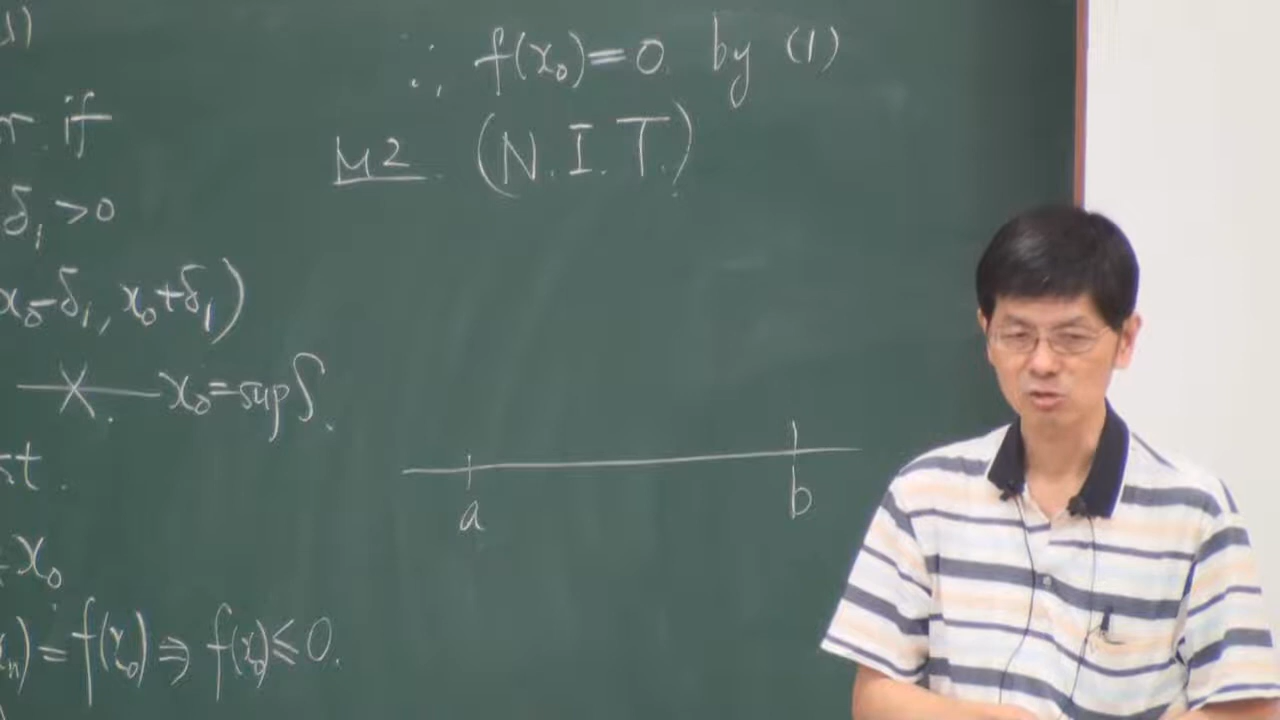 if
δ₁ >0
x₀-δ₁, x₀+δ₁)
x₀=sup S.
st.
x₀
= f(x₀) ⇒ f(x₀) ≤ 0.
∴ f(x₀)=0 by (1)
M2. (N.I.T.)
a b